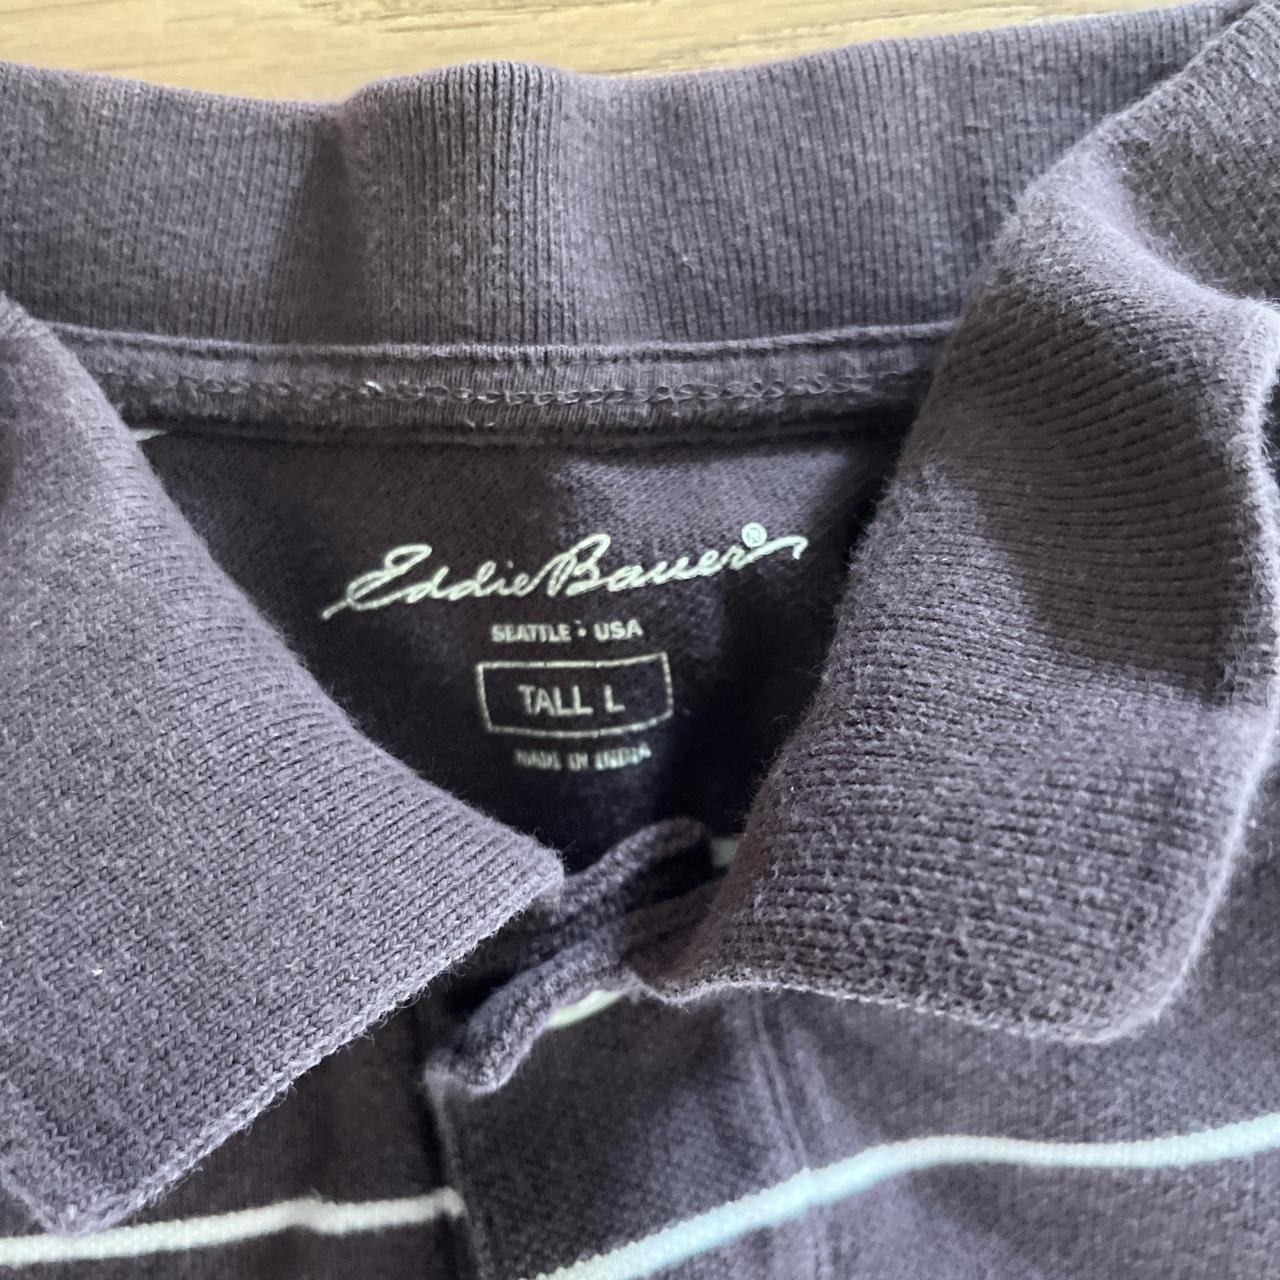 Eddie Bauer®
SEATTLE • USA
TALL L
MADE IN INDIA